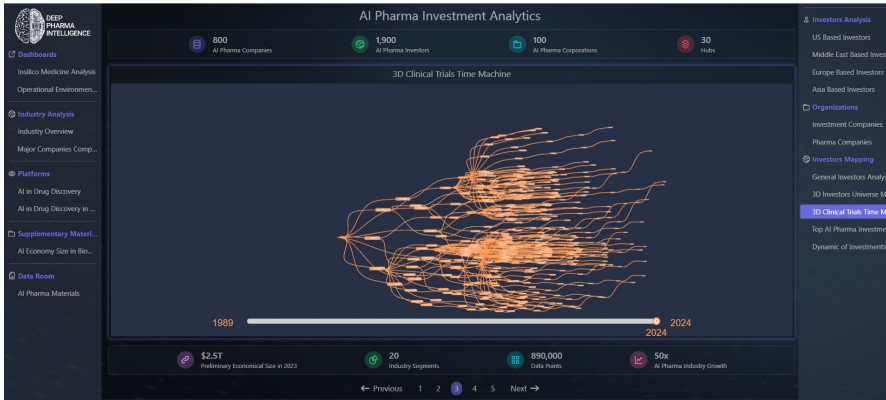 DEEP
PHARMA
INTELLIGENCE
Dashboards
Insilico Medicine Analysis
Operational Environmen...
Industry Analysis
Industry Overview
Major Companies Comp...
Platforms
AI in Drug Discovery
AI in Drug Discovery in ...
Supplementary Materi...
AI Economy Size in Bio...
Data Room
AI Pharma Materials
AI Pharma Investment Analytics
800
AI Pharma Companies
1,900
AI Pharma Investors
100
AI Pharma Corporations
30
Hubs
3D Clinical Trials Time Machine
1989
2024
2024
$2.5T
Preliminary Economical Size in 2023
20
Industry Segments
890,000
Data Points
50x
AI Pharma Industry Growth
← Previous 1 2 3 4 5 Next →
Investors Analysis
US Based Investors
Middle East Based Inves
Europe Based Investors
Asia Based Investors
Organizations
Investment Companies
Pharma Companies
Investors Mapping
General Investors Analys
3D Investors Universe M
3D Clinical Trials Time M
Top AI Pharma Investme
Dynamic of Investments